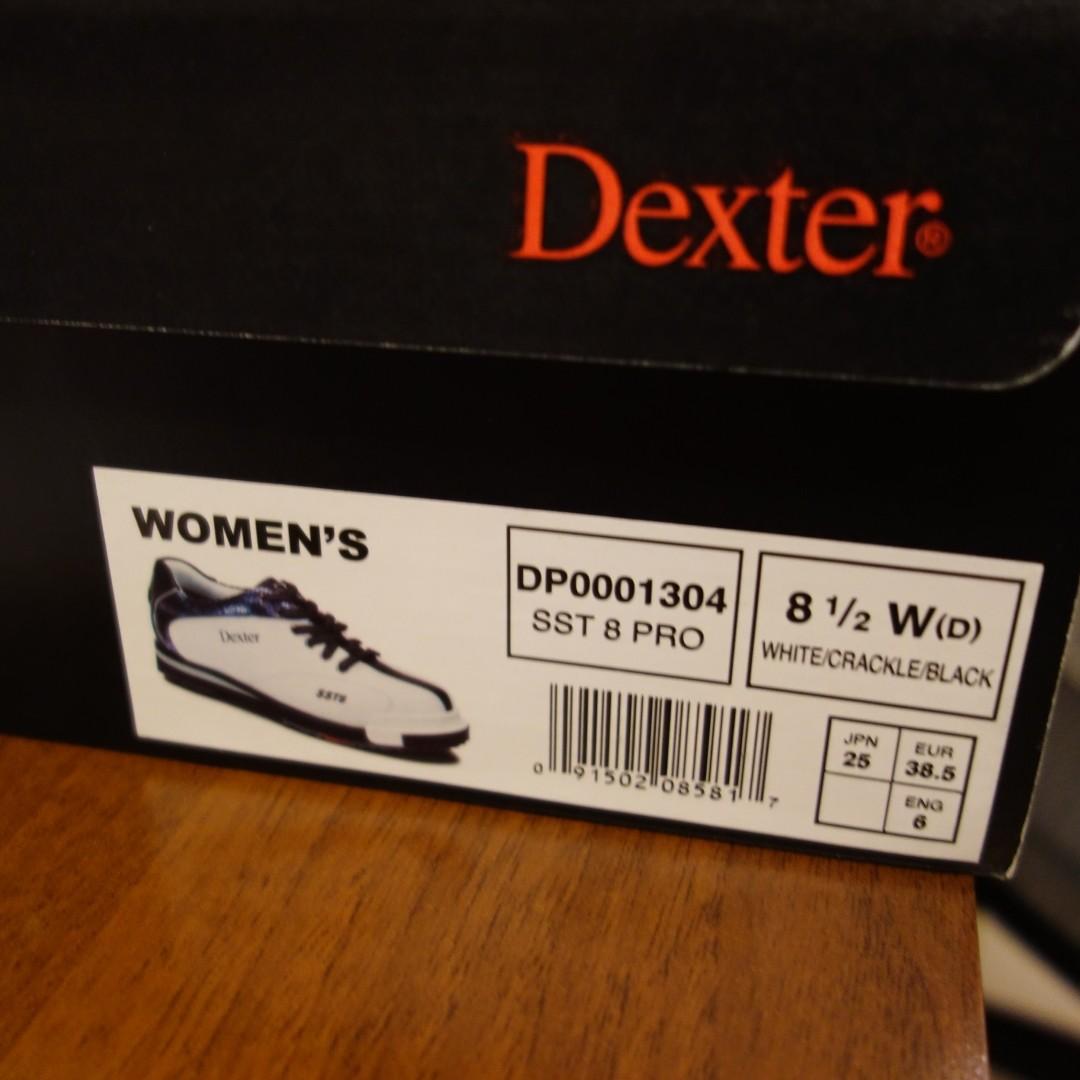 Dexter®
WOMEN'S
Dexter
SST8
DP0001304
SST 8 PRO
8 1/2 W(D)
WHITE/CRACKLE/BLACK
0 91502 08581 7
JPN
25
EUR
38.5
ENG
6